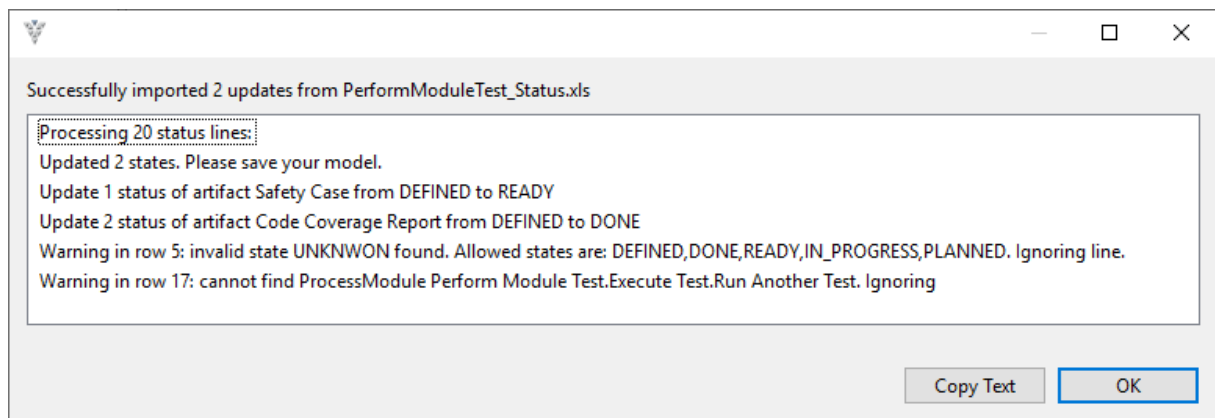 Successfully imported 2 updates from PerformModuleTest_Status.xls
Processing 20 status lines:
Updated 2 states. Please save your model.
Update 1 status of artifact Safety Case from DEFINED to READY
Update 2 status of artifact Code Coverage Report from DEFINED to DONE
Warning in row 5: invalid state UNKNWON found. Allowed states are: DEFINED,DONE,READY,IN_PROGRESS,PLANNED. Ignoring line.
Warning in row 17: cannot find ProcessModule Perform Module Test.Execute Test.Run Another Test. Ignoring
Copy Text OK